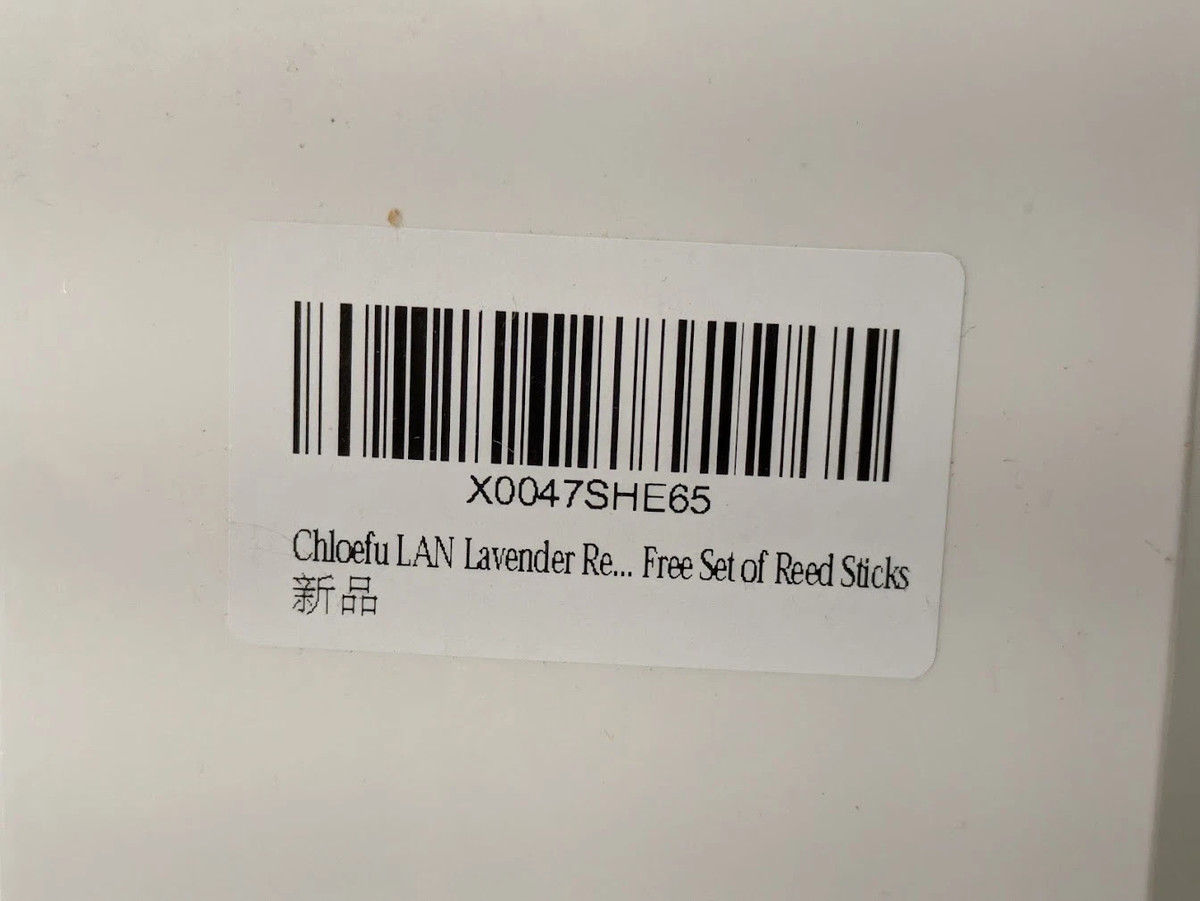 X0047SHE65
Chloefu LAN Lavender Re... Free Set of Reed Sticks
新品